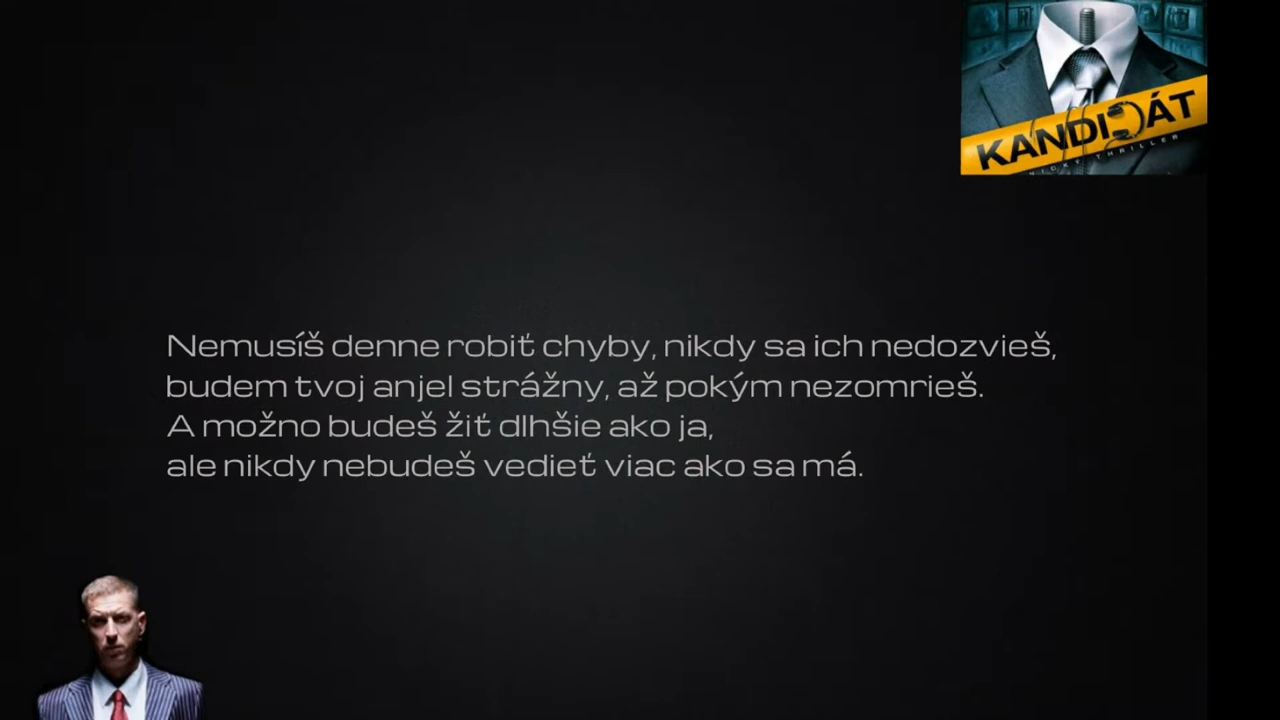 KANDIDÁT
THRILLER
Nemusíš denne robiť chyby, nikdy sa ich nedozvieš,
budem tvoj anjel strážny, až pokým nezomrieš.
A možno budeš žiť dlhšie ako ja,
ale nikdy nebudeš vedieť viac ako sa má.